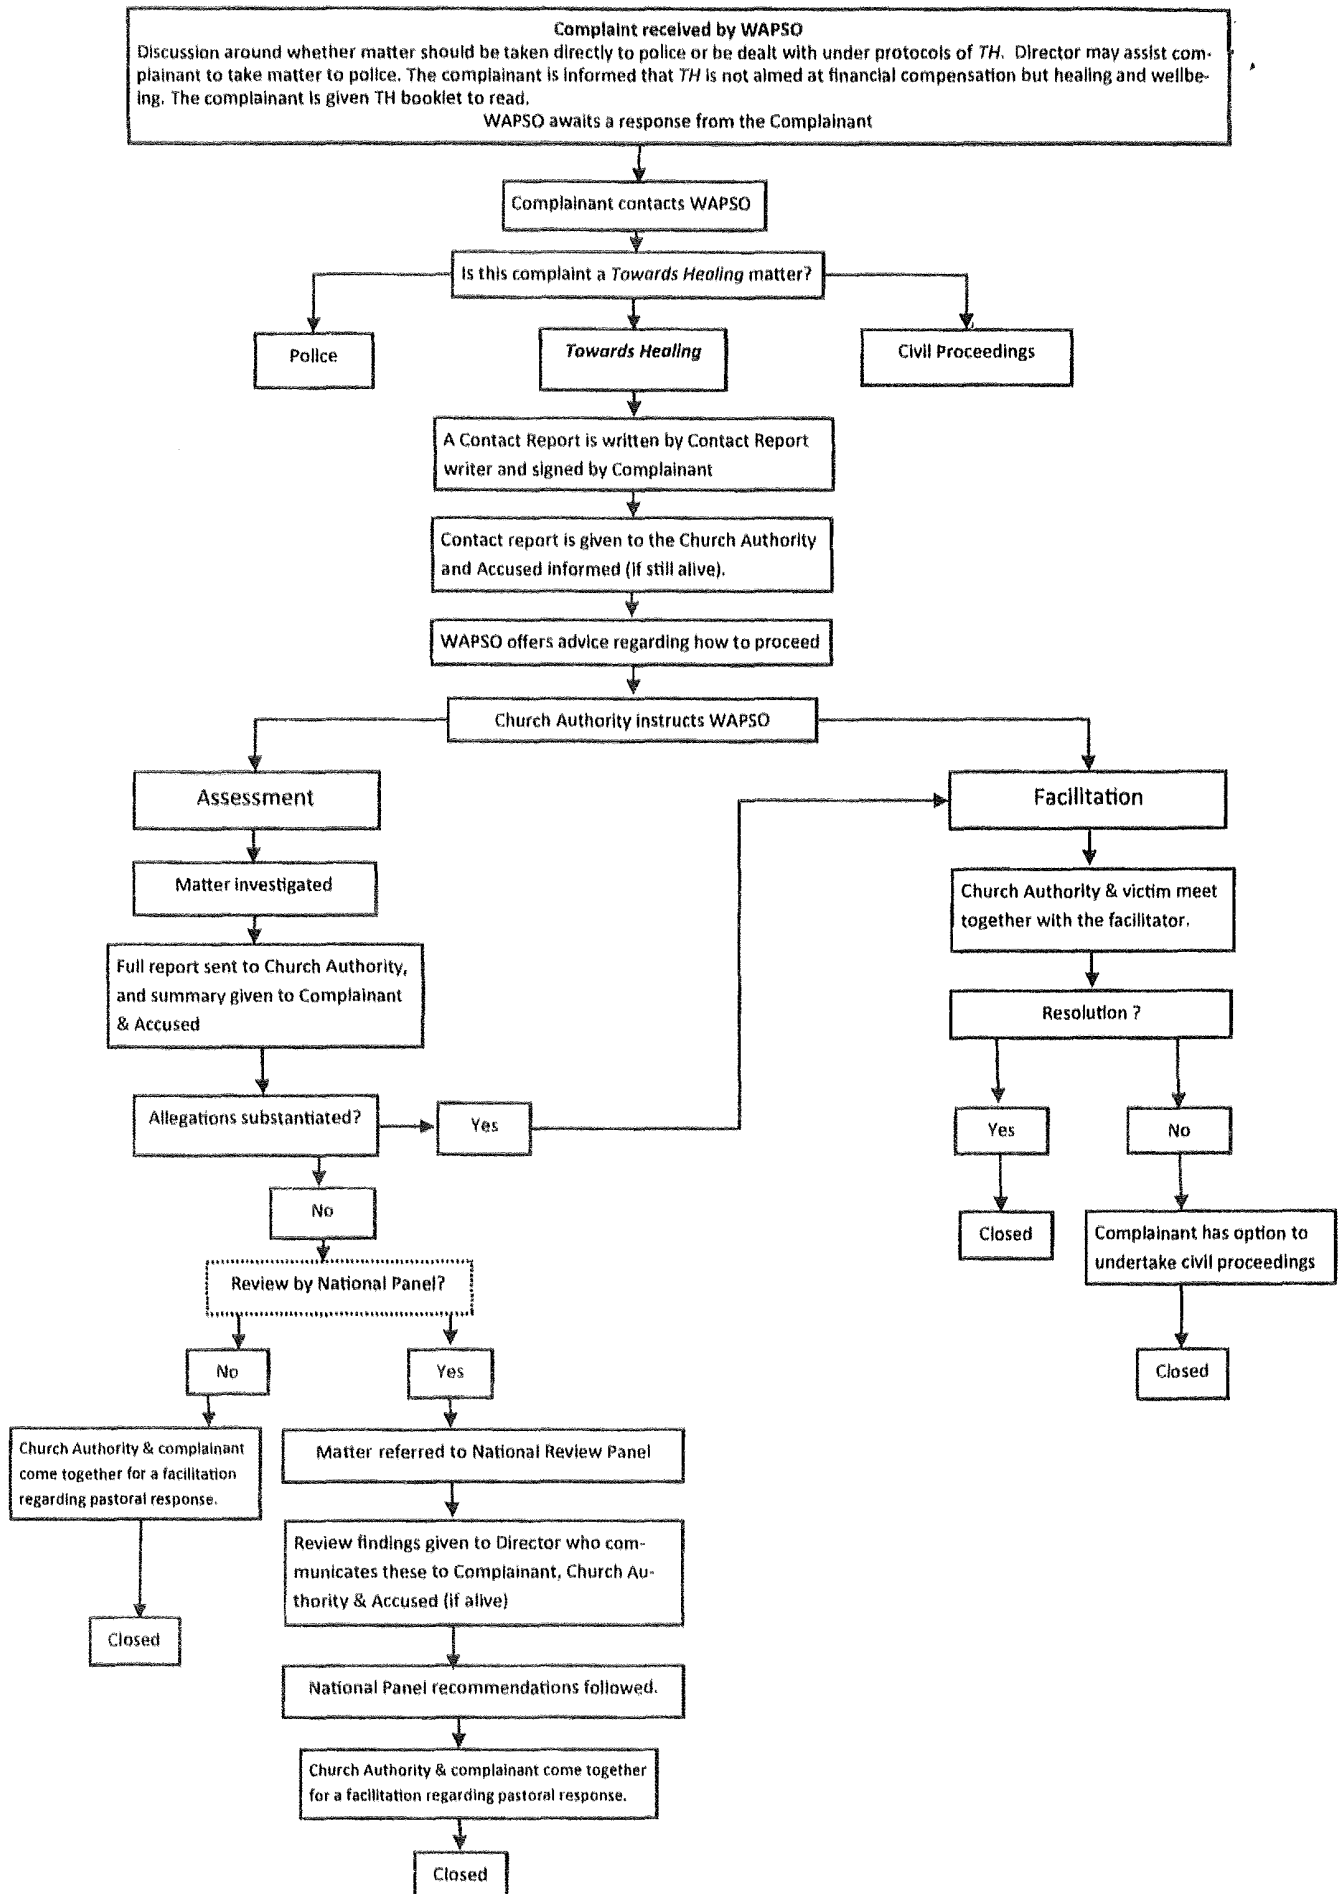 Complaint received by WAPSO
Discussion around whether matter should be taken directly to police or be dealt with under protocols of TH. Director may assist com-
plainant to take matter to police. The complainant is informed that TH is not aimed at financial compensation but healing and wellbe-
ing. The complainant is given TH booklet to read.
WAPSO awaits a response from the Complainant
Complainant contacts WAPSO
Is this complaint a Towards Healing matter?
Police
Towards Healing
Civil Proceedings
A Contact Report is written by Contact Report
writer and signed by Complainant
Contact report is given to the Church Authority
and Accused informed (if still alive).
WAPSO offers advice regarding how to proceed
Church Authority instructs WAPSO
Assessment
Facilitation
Matter investigated
Church Authority & victim meet
together with the facilitator.
Full report sent to Church Authority,
and summary given to Complainant
& Accused
Resolution ?
Allegations substantiated?
Yes
Yes
No
No
Closed
Complainant has option to
undertake civil proceedings
Review by National Panel?
No
Yes
Closed
Church Authority & complainant
come together for a facilitation
regarding pastoral response.
Matter referred to National Review Panel
Review findings given to Director who com-
municates these to Complainant, Church Au-
thority & Accused (if alive)
Closed
National Panel recommendations followed.
Church Authority & complainant come together
for a facilitation regarding pastoral response.
Closed